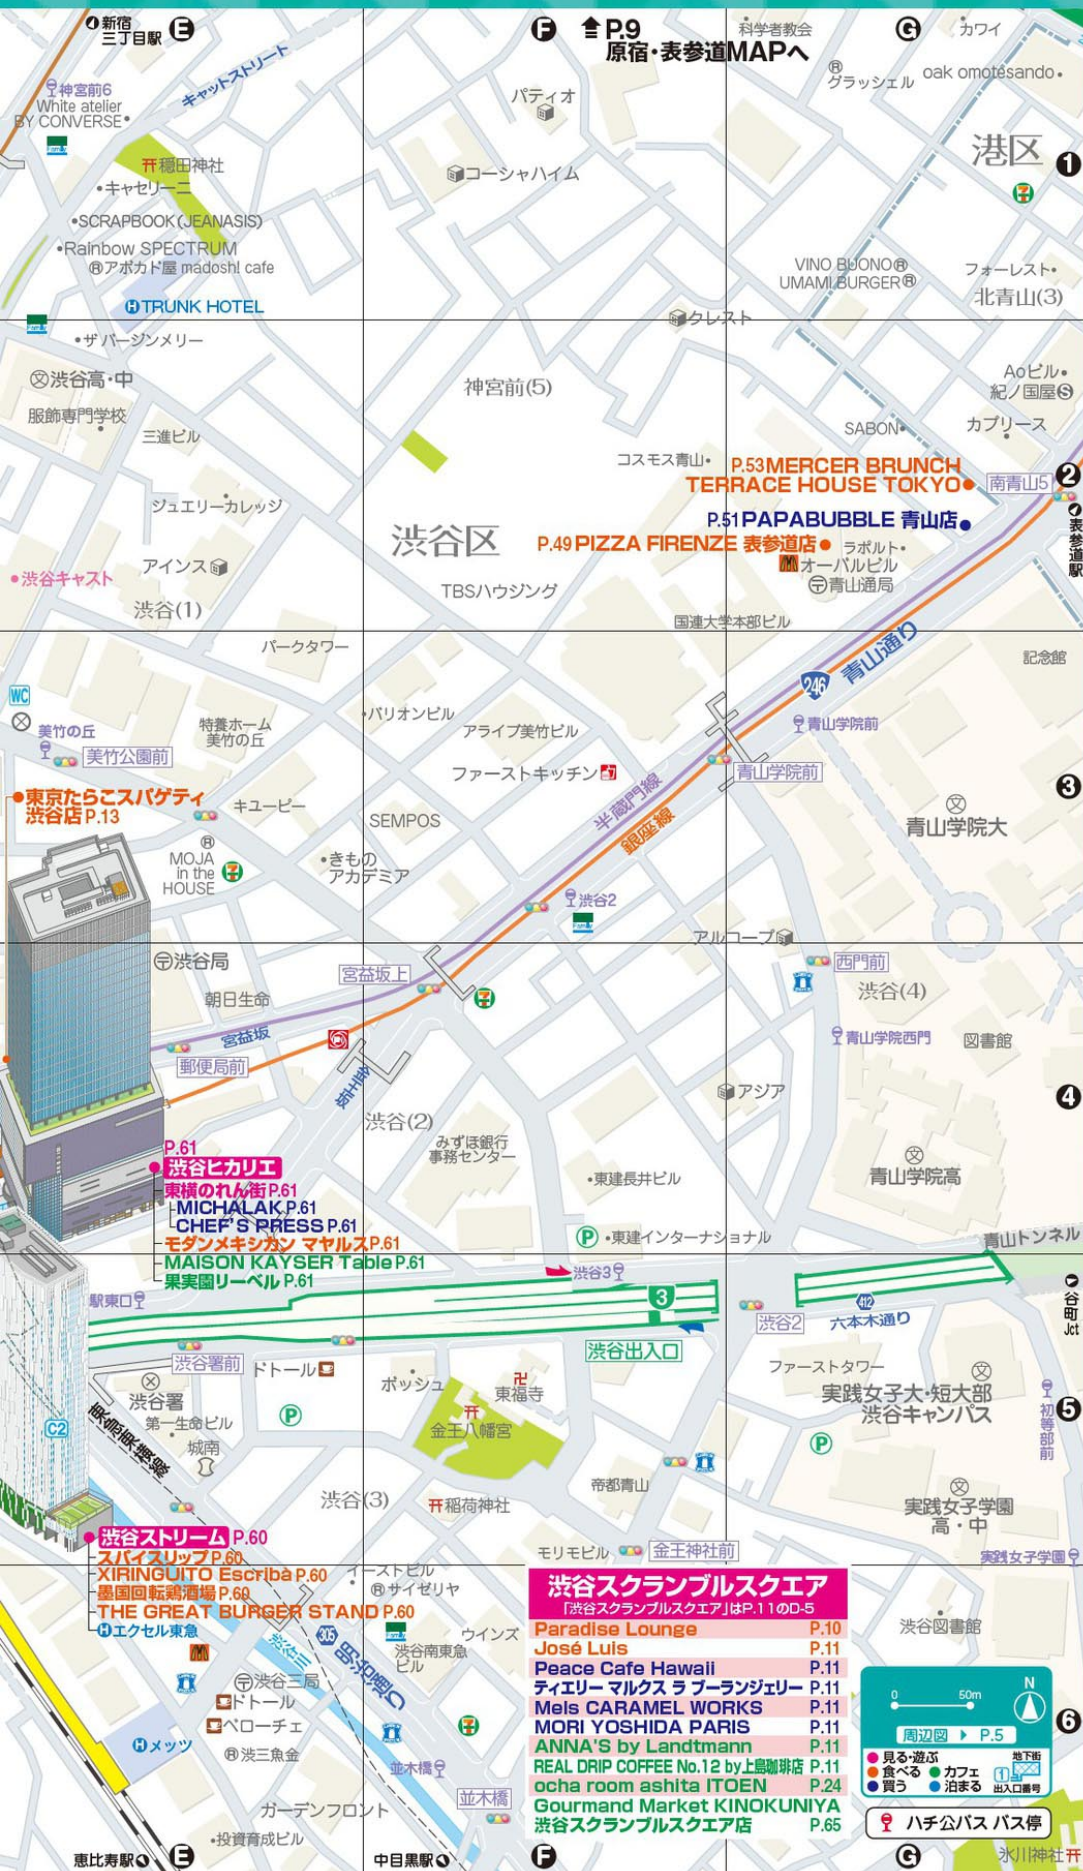 新宿
三丁目駅
E
F
P.9
原宿・表参道MAPへ
科学者教会
G
カワイ
グラッシェル
oak omotesando
神宮前6
White atelier
BY CONVERSE
キャットストリート
パティオ
港区
1
穏田神社
キャセリーニ
コーシャハイム
SCRAPBOOK(JEANASIS)
Rainbow SPECTRUM
アボカド屋 madosh! cafe
VINO BUONO
UMAMI BURGER
フォーレスト
北青山(3)
TRUNK HOTEL
クレスト
ザ バージンメリー
渋谷高・中
服飾専門学校
三進ビル
神宮前(5)
Aoビル
紀ノ国屋
カプリース
SABON
コスモス青山
P.53 MERCER BRUNCH
TERRACE HOUSE TOKYO
南青山5
2
表参道駅
ジュエリーカレッジ
渋谷区
P.51 PAPABUBBLE 青山店
P.49 PIZZA FIRENZE 表参道店
ラポルト
オーバルビル
青山通局
アインス
渋谷キャスト
渋谷(1)
TBSハウジング
国連大学本部ビル
パークタワー
青山通り
246
記念館
WC
美竹の丘
美竹公園前
特養ホーム
美竹の丘
バリオンビル
アライブ美竹ビル
青山学院前
ファーストキッチン
青山学院前
半蔵門線
銀座線
3
東京たらこスパゲティ
渋谷店 P.13
キユーピー
SEMPOS
青山学院大
MOJA
in the
HOUSE
きもの
アカデミア
渋谷2
アルコープ
渋谷局
宮益坂上
西門前
朝日生命
渋谷(4)
宮益坂
郵便局前
青山学院西門
図書館
金王坂
アジア
4
渋谷(2)
みずほ銀行
事務センター
東建長井ビル
青山学院高
P.61
渋谷ヒカリエ
東横のれん街 P.61
MICHALAK P.61
CHEF'S PRESS P.61
モダンメキシカン マヤルス P.61
MAISON KAYSER Table P.61
果実園リーベル P.61
P
東建インターナショナル
青山トンネル
渋谷3
駅東口
3
谷町Jct
渋谷2
412
六本木通り
渋谷署前
ドトール
渋谷出入口
渋谷署
第一生命ビル
城南
ポッシュ
東福寺
金王八幡宮
ファーストタワー
実践女子大・短大部
渋谷キャンパス
初等部前
5
C2
P
P
東急東横線
帝都青山
渋谷(3)
稲荷神社
実践女子学園
高・中
渋谷ストリーム P.60
スパイスリップ P.60
XIRINGUITO Escribà P.60
墨国回転鶏酒場 P.60
THE GREAT BURGER STAND P.60
エクセル東急
モリモビル
金王神社前
実践女子学園
イーストビル
サイゼリヤ
渋谷川
305
明治通り
渋谷南東急
ビル
ウインズ
渋谷図書館
渋谷三局
ドトール
ベローチェ
メッツ
渋三魚金
並木橋
並木橋
ガーデンフロント
投資育成ビル
恵比寿駅
E
中目黒駅
F
渋谷スクランブルスクエア
「渋谷スクランブルスクエア」はP.11のD-5
Paradise Lounge P.10
José Luis P.11
Peace Cafe Hawaii P.11
ティエリー マルクス ラ ブーランジェリー P.11
Mels CARAMEL WORKS P.11
MORI YOSHIDA PARIS P.11
ANNA'S by Landtmann P.11
REAL DRIP COFFEE No.12 by上島珈琲店 P.11
ocha room ashita ITOEN P.24
Gourmand Market KINOKUNIYA
渋谷スクランブルスクエア店 P.65
0 50m
N
周辺図 P.5
見る・遊ぶ
食べる カフェ
買う 泊まる
地下街
1
出入口番号
6
ハチ公バス バス停
G
氷川神社